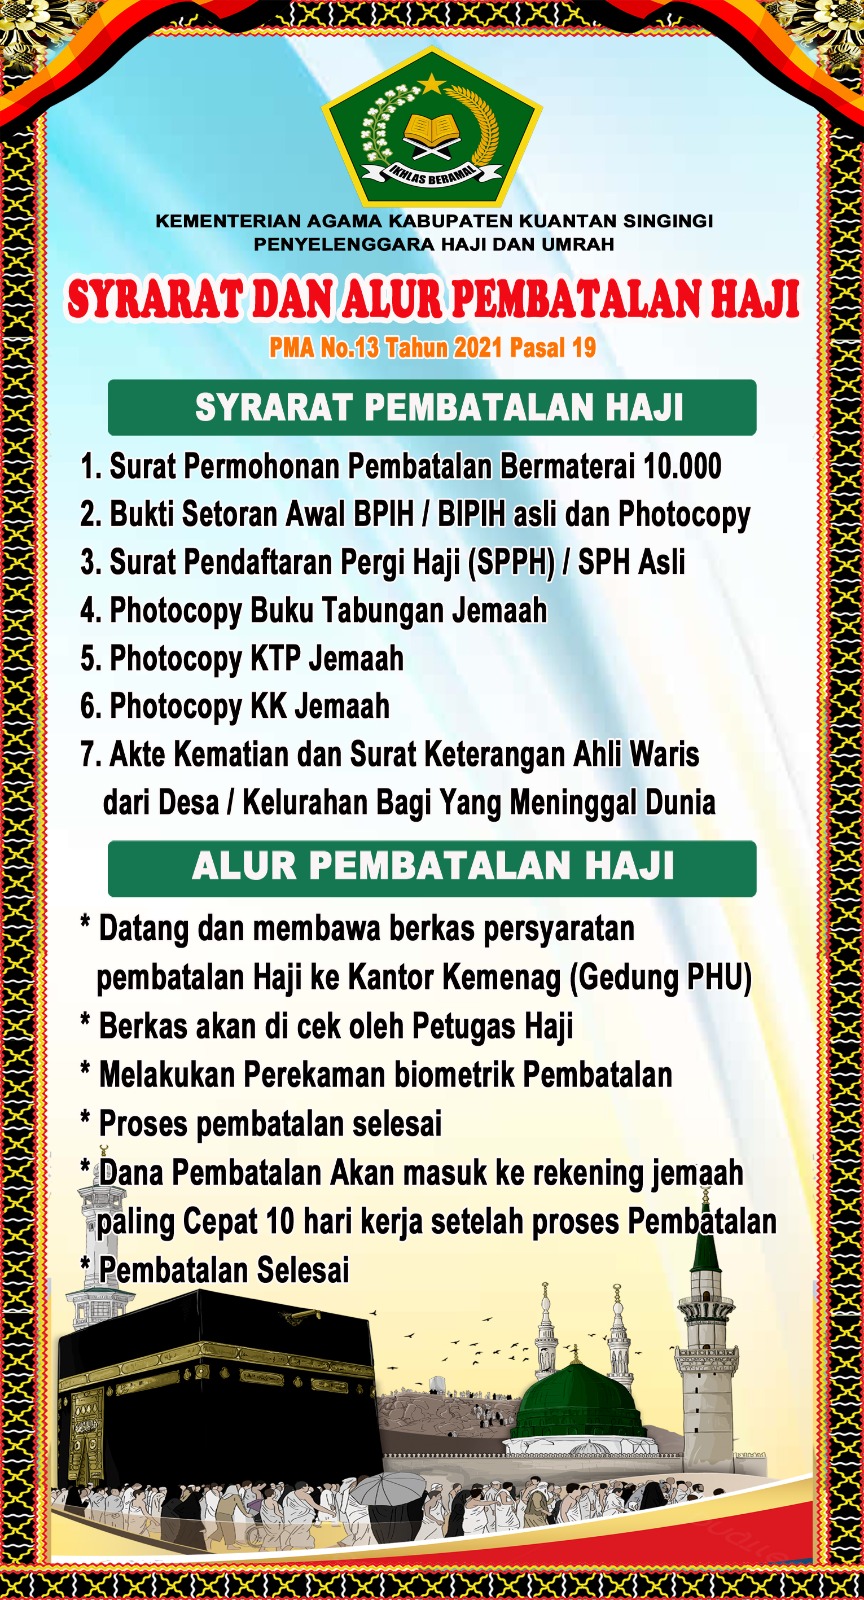 IKHLAS BERAMAL
KEMENTERIAN AGAMA KABUPATEN KUANTAN SINGINGI
PENYELENGGARA HAJI DAN UMRAH
SYRARAT DAN ALUR PEMBATALAN HAJI
PMA No.13 Tahun 2021 Pasal 19
SYRARAT PEMBATALAN HAJI
1. Surat Permohonan Pembatalan Bermaterai 10.000
2. Bukti Setoran Awal BPIH / BIPIH asli dan Photocopy
3. Surat Pendaftaran Pergi Haji (SPPH) / SPH Asli
4. Photocopy Buku Tabungan Jemaah
5. Photocopy KTP Jemaah
6. Photocopy KK Jemaah
7. Akte Kematian dan Surat Keterangan Ahli Waris
dari Desa / Kelurahan Bagi Yang Meninggal Dunia
ALUR PEMBATALAN HAJI
* Datang dan membawa berkas persyaratan
pembatalan Haji ke Kantor Kemenag (Gedung PHU)
* Berkas akan di cek oleh Petugas Haji
* Melakukan Perekaman biometrik Pembatalan
* Proses pembatalan selesai
* Dana Pembatalan Akan masuk ke rekening jemaah
paling Cepat 10 hari kerja setelah proses Pembatalan
* Pembatalan Selesai